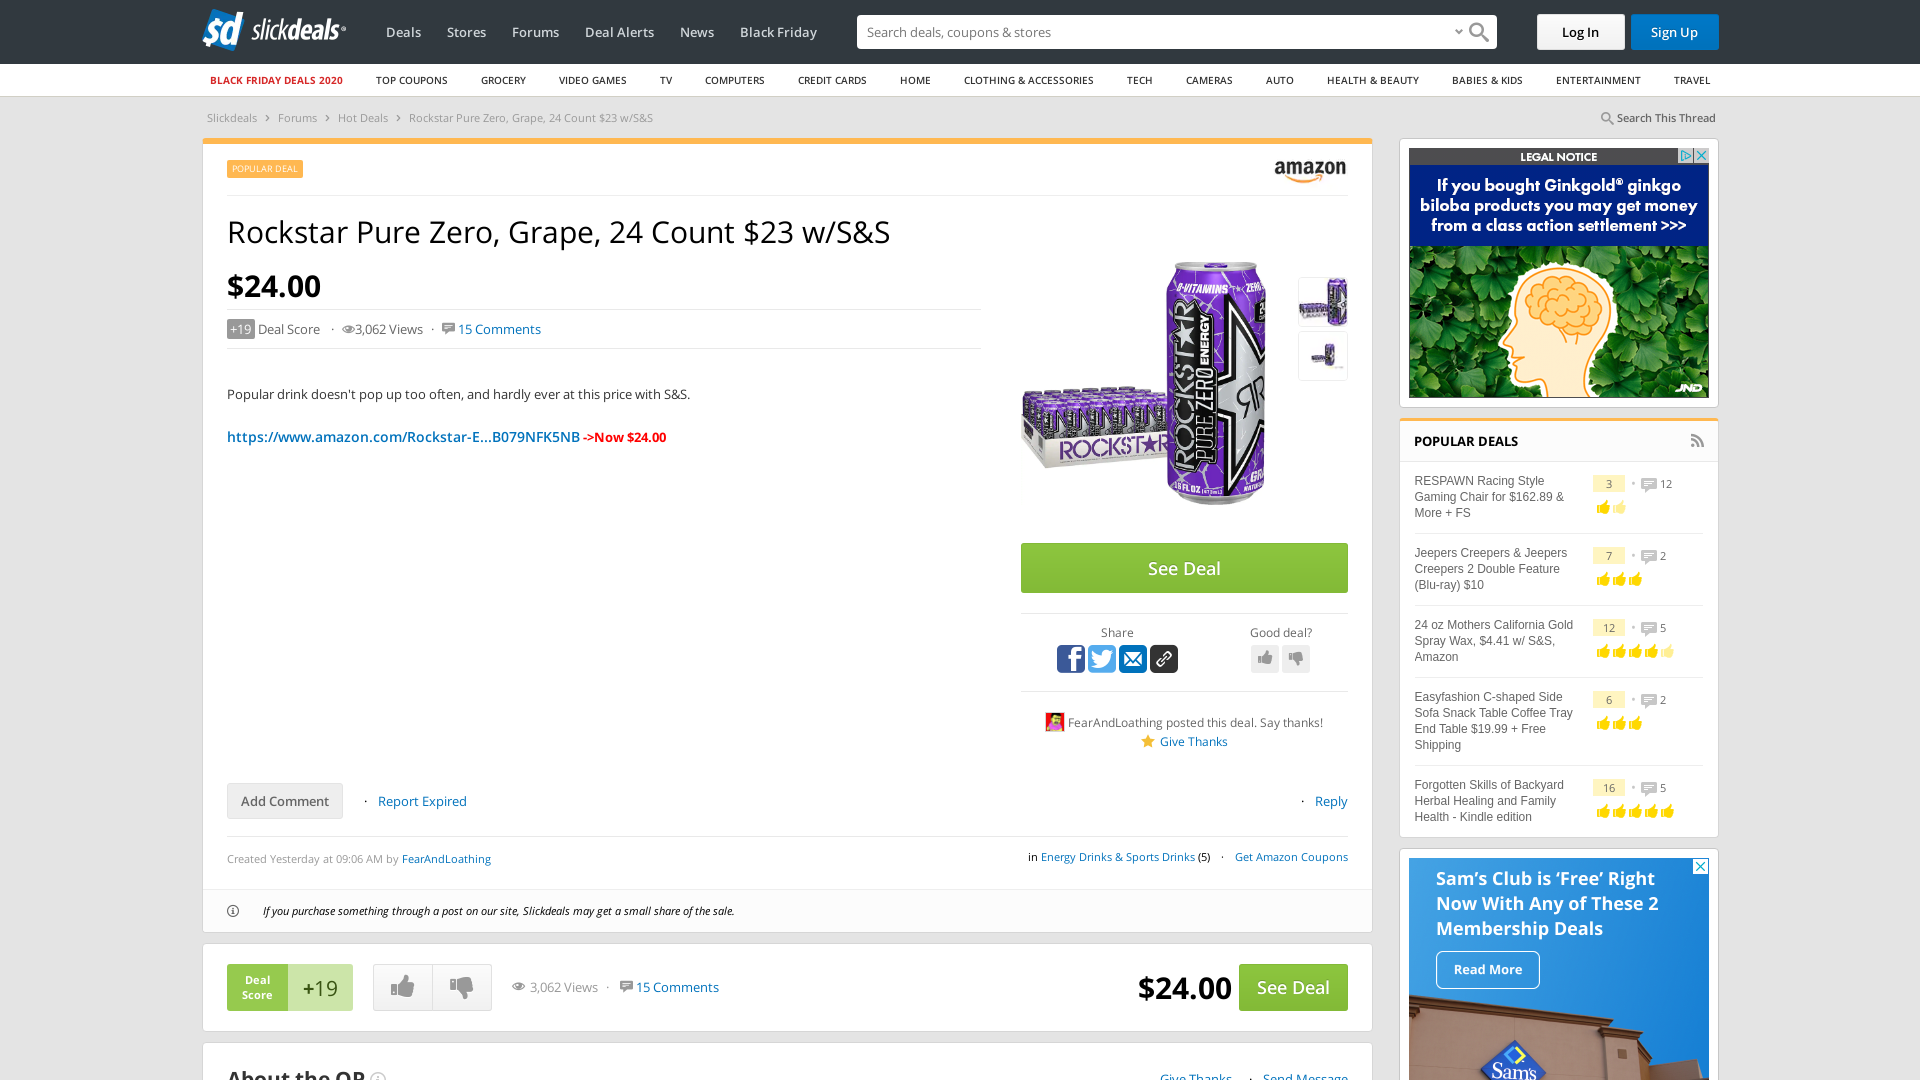 sd slickdeals
Deals Stores Forums Deal Alerts News Black Friday
Search deals, coupons & stores
Log In
Sign Up
BLACK FRIDAY DEALS 2020 TOP COUPONS GROCERY VIDEO GAMES TV COMPUTERS CREDIT CARDS HOME CLOTHING & ACCESSORIES TECH CAMERAS AUTO HEALTH & BEAUTY BABIES & KIDS ENTERTAINMENT TRAVEL
Slickdeals › Forums › Hot Deals › Rockstar Pure Zero, Grape, 24 Count $23 w/S&S
Search This Thread
POPULAR DEAL
amazon
Rockstar Pure Zero, Grape, 24 Count $23 w/S&S
$24.00
+19 Deal Score · 3,062 Views · 15 Comments
Popular drink doesn't pop up too often, and hardly ever at this price with S&S.
https://www.amazon.com/Rockstar-E...B079NFK5NB ->Now $24.00
B-VITAMINS
ROCKSTAR
PURE ZERO ENERGY
16 FL OZ
ROCKSTAR
See Deal
Share
Good deal?
FearAndLoathing posted this deal. Say thanks!
Give Thanks
Add Comment · Report Expired
· Reply
Created Yesterday at 09:06 AM by FearAndLoathing
in Energy Drinks & Sports Drinks (5) · Get Amazon Coupons
If you purchase something through a post on our site, Slickdeals may get a small share of the sale.
Deal Score
+19
3,062 Views · 15 Comments
$24.00
See Deal
About the OP
Give Thanks · Send Message
LEGAL NOTICE
If you bought Ginkgold® ginkgo
biloba products you may get money
from a class action settlement >>>
JND
POPULAR DEALS
RESPAWN Racing Style
Gaming Chair for $162.89 &
More + FS
3 • 12
Jeepers Creepers & Jeepers
Creepers 2 Double Feature
(Blu-ray) $10
7 • 2
24 oz Mothers California Gold
Spray Wax, $4.41 w/ S&S,
Amazon
12 • 5
Easyfashion C-shaped Side
Sofa Snack Table Coffee Tray
End Table $19.99 + Free
Shipping
6 • 2
Forgotten Skills of Backyard
Herbal Healing and Family
Health - Kindle edition
16 • 5
Sam's Club is ‘Free’ Right
Now With Any of These 2
Membership Deals
Read More
Sam's